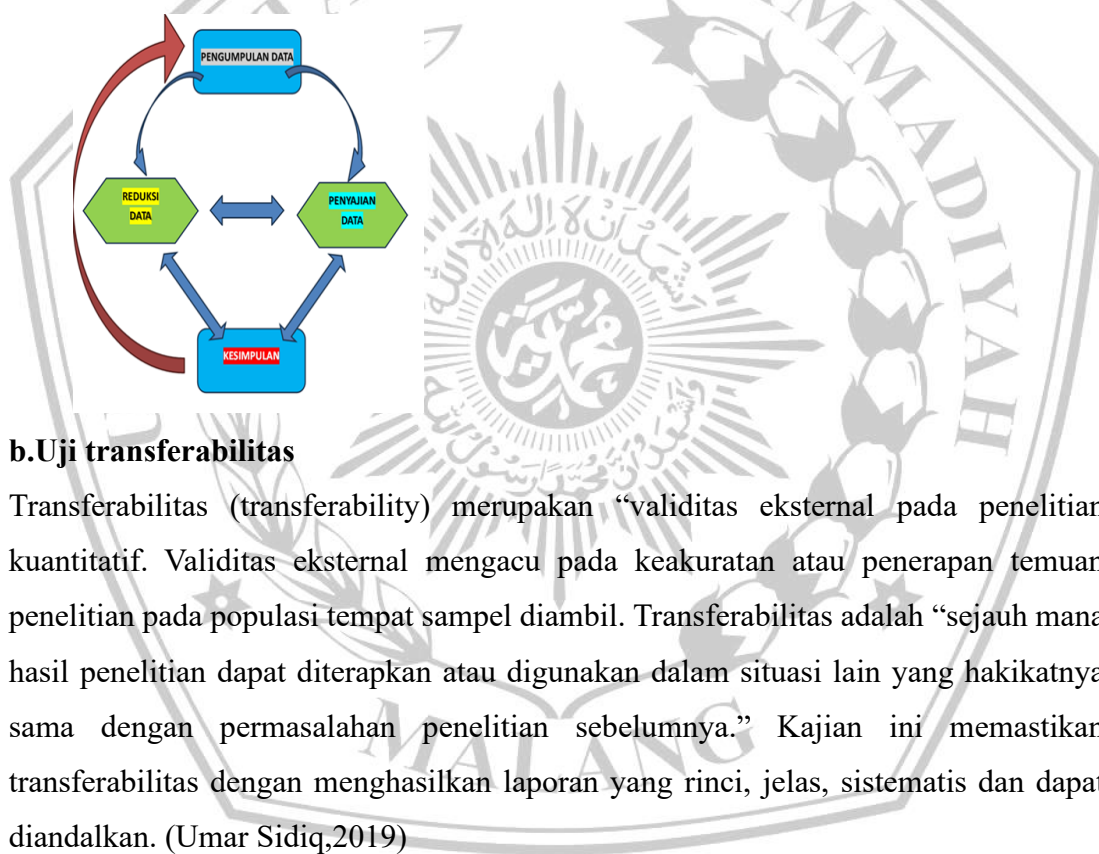 PENGUMPULAN DATA
REDUKSI
DATA
PENYAJIAN
DATA
KESIMPULAN
b.Uji transferabilitas
Transferabilitas (transferability) merupakan “validitas eksternal pada penelitian
kuantitatif. Validitas eksternal mengacu pada keakuratan atau penerapan temuan
penelitian pada populasi tempat sampel diambil. Transferabilitas adalah “sejauh mana
hasil penelitian dapat diterapkan atau digunakan dalam situasi lain yang hakikatnya
sama dengan permasalahan penelitian sebelumnya.” Kajian ini memastikan
transferabilitas dengan menghasilkan laporan yang rinci, jelas, sistematis dan dapat
diandalkan. (Umar Sidiq,2019)
MALANG